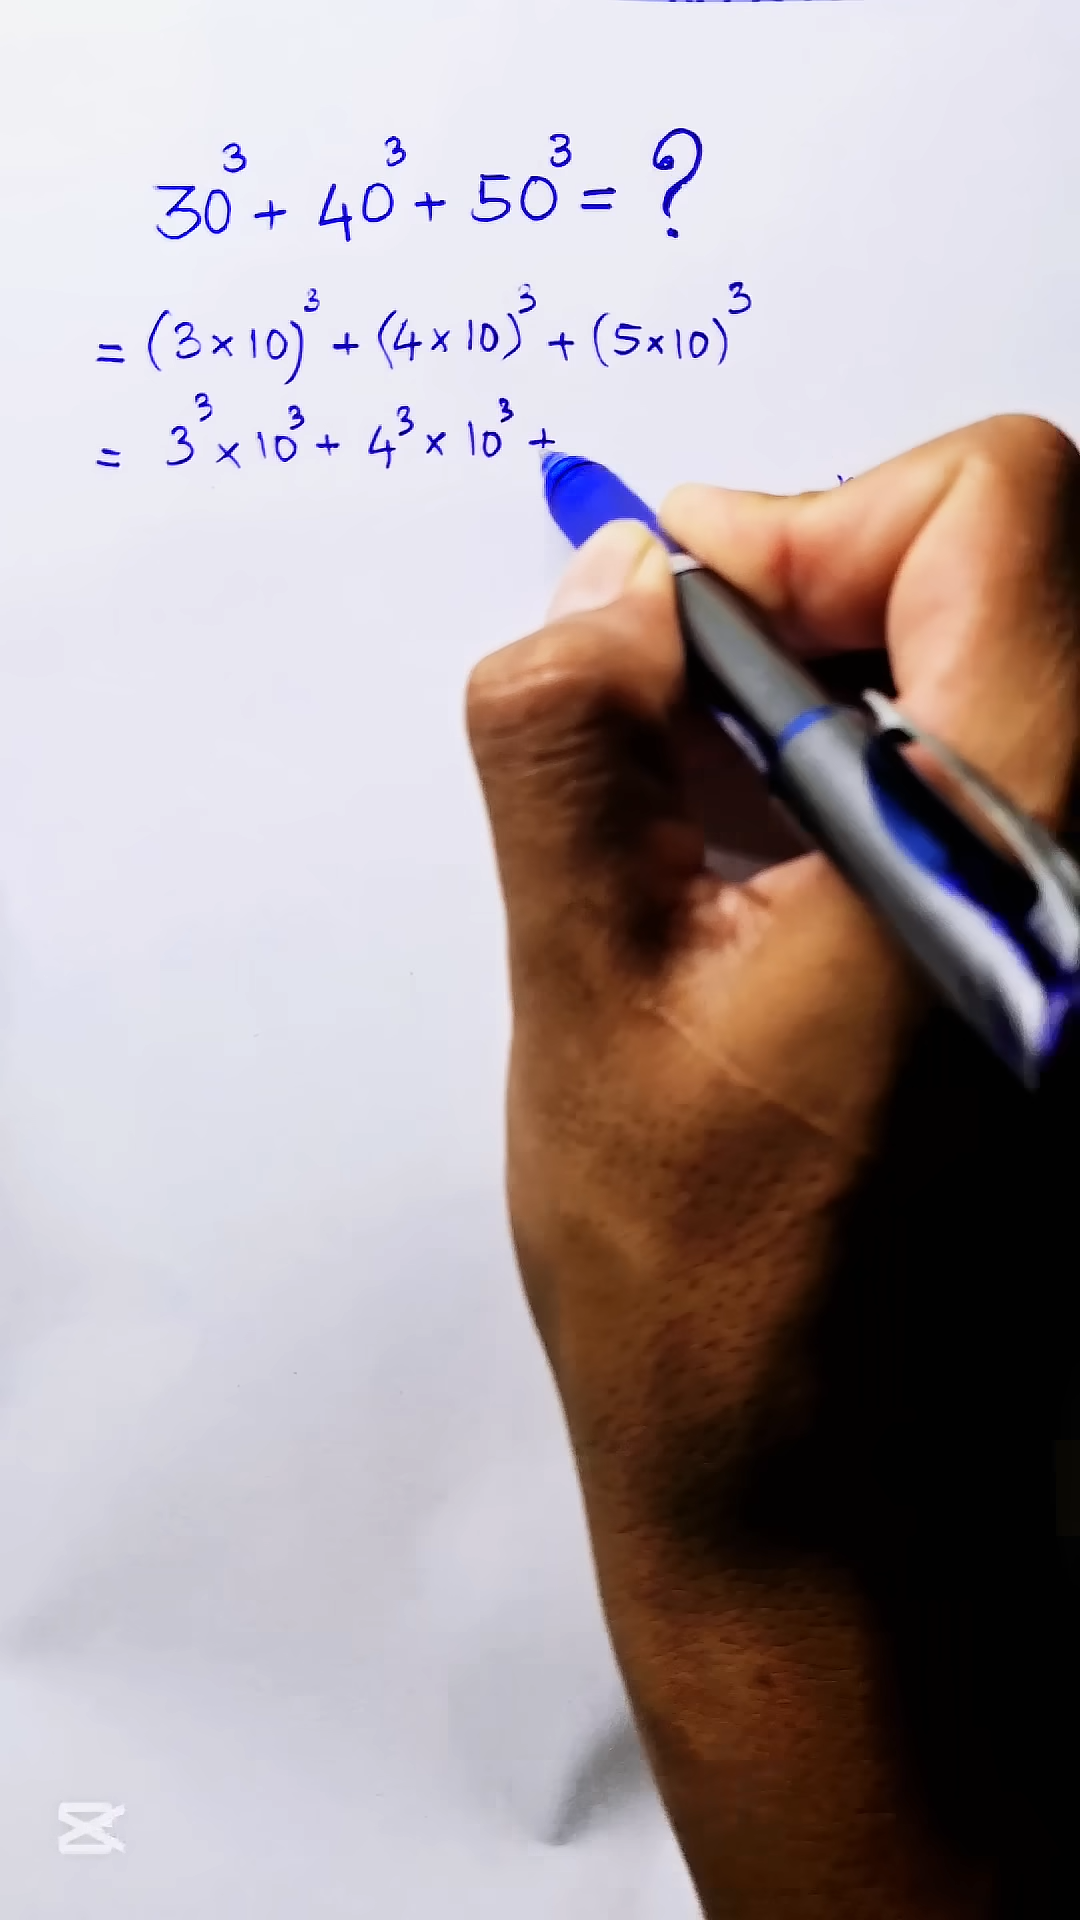 30³ + 40³ + 50³ = ?
= (3×10)³ + (4×10)³ + (5×10)³
= 3³ × 10³ + 4³ × 10³ +